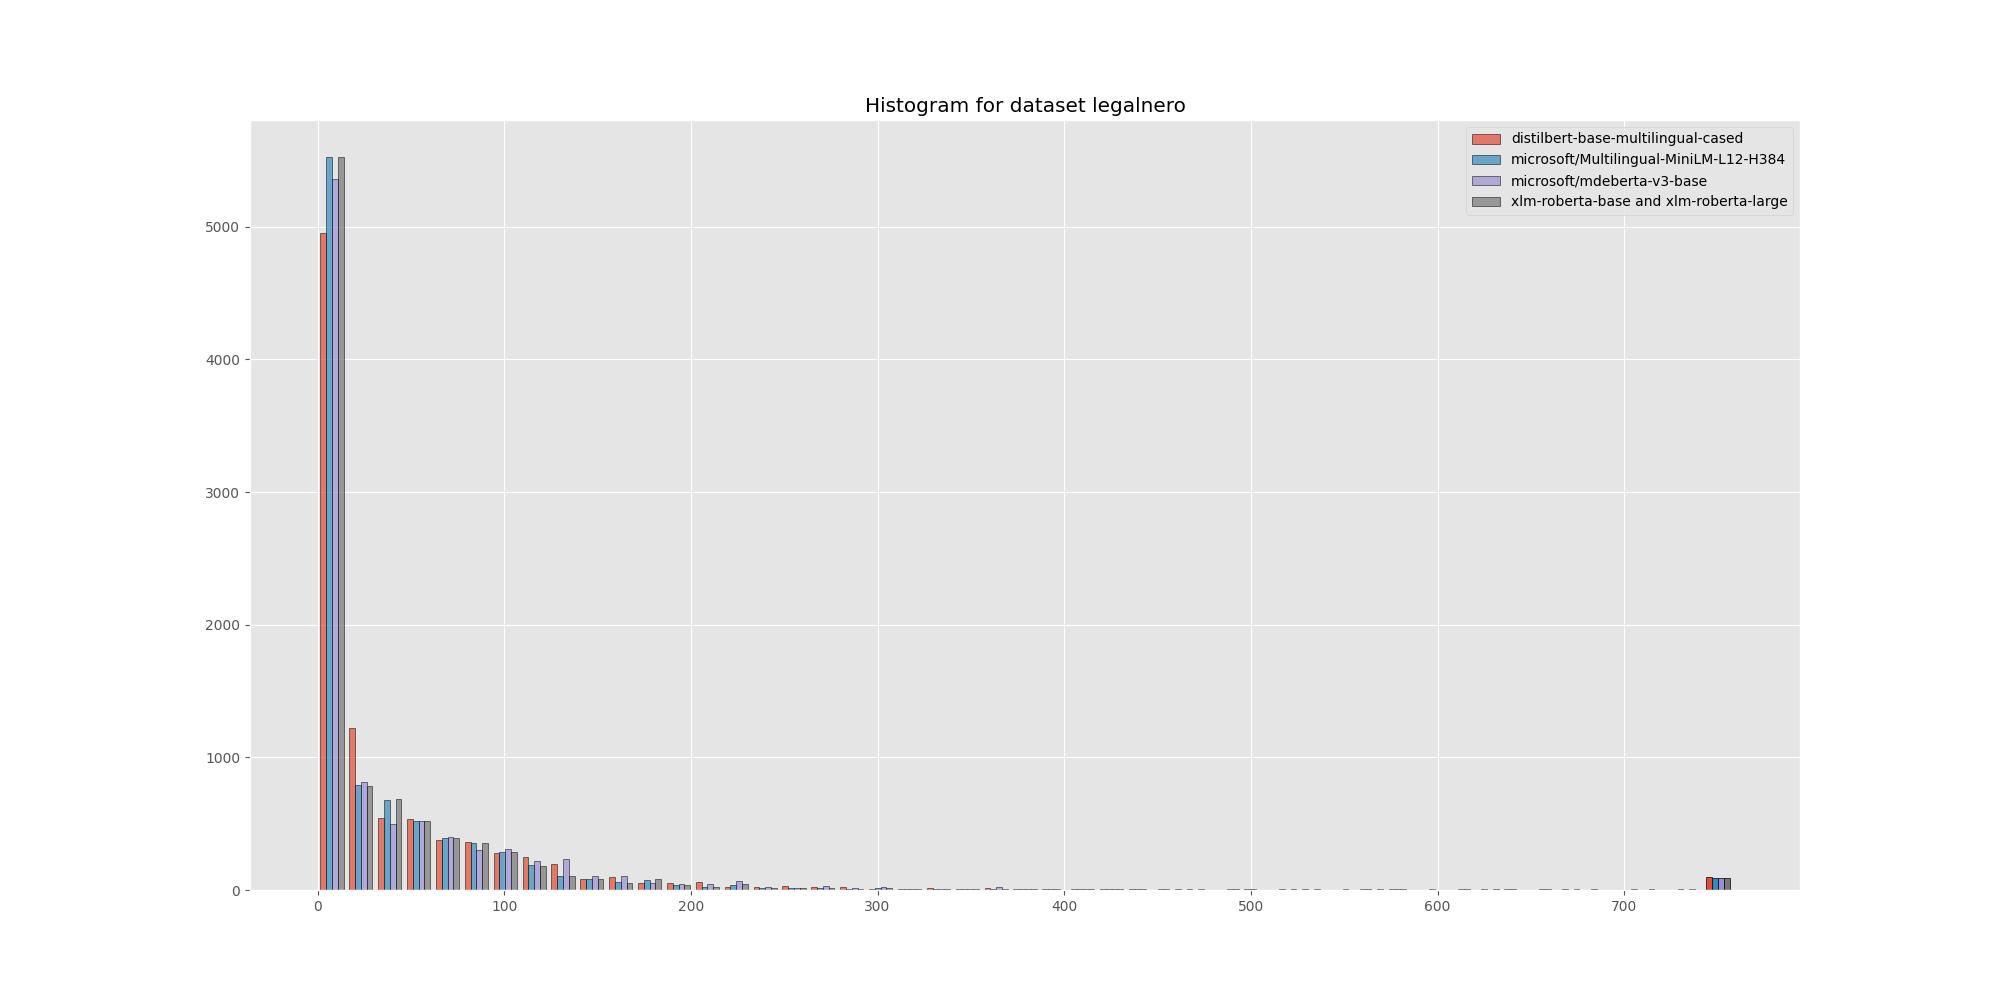 Histogram for dataset legalnero
distilbert-base-multilingual-cased
microsoft/Multilingual-MiniLM-L12-H384
microsoft/mdeberta-v3-base
xlm-roberta-base and xlm-roberta-large
5000
4000
3000
2000
1000
0
0 100 200 300 400 500 600 700